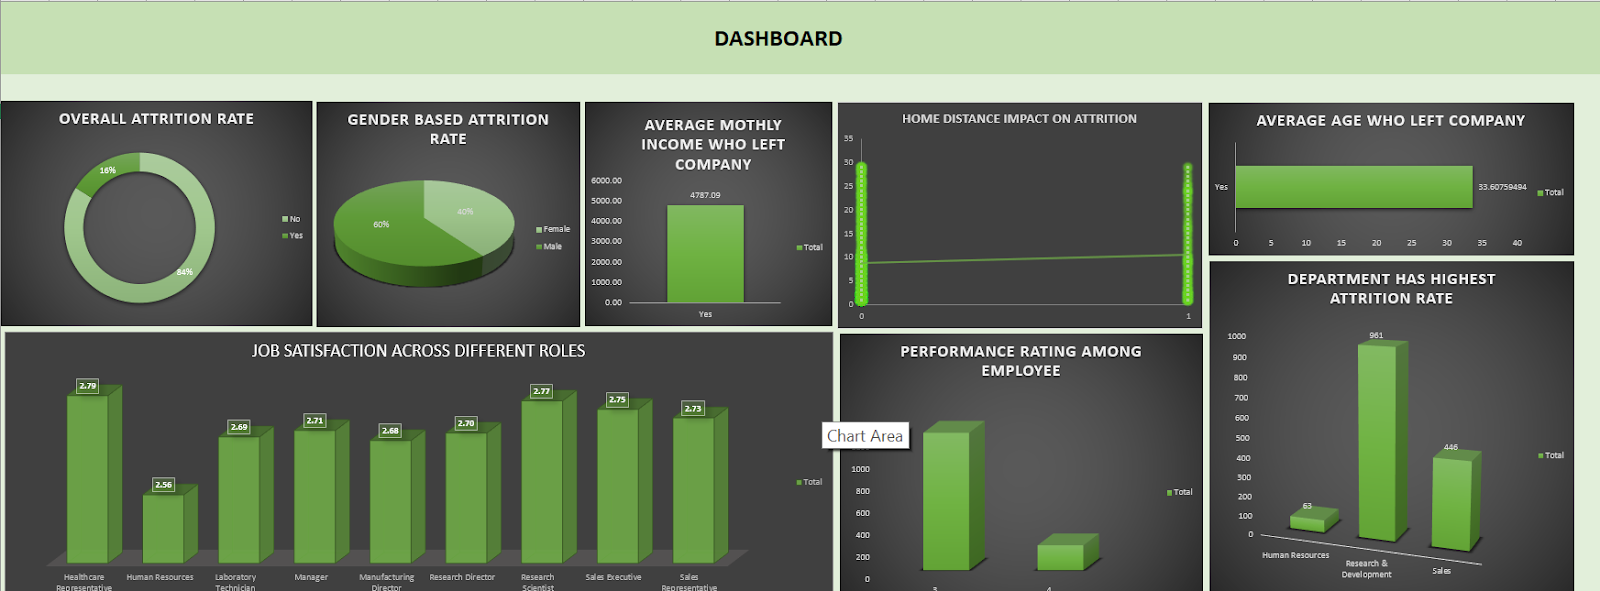 DASHBOARD
OVERALL ATTRITION RATE
16%
84%
No
Yes
GENDER BASED ATTRITION
RATE
40%
60%
Female
Male
AVERAGE MOTHLY
INCOME WHO LEFT
COMPANY
6000.00
5000.00
4000.00
3000.00
2000.00
1000.00
0.00
4787.09
Yes
Total
HOME DISTANCE IMPACT ON ATTRITION
35
30
25
20
15
10
5
0
0
1
AVERAGE AGE WHO LEFT COMPANY
Yes
33.60759494
Total
0 5 10 15 20 25 30 35 40
JOB SATISFACTION ACROSS DIFFERENT ROLES
2.79
2.56
2.69
2.71
2.68
2.70
2.77
2.75
2.73
Total
Healthcare
Representative
Human Resources
Laboratory
Technician
Manager
Manufacturing
Director
Research Director
Research
Scientist
Sales Executive
Sales
Representative
PERFORMANCE RATING AMONG
EMPLOYEE
Chart Area
1000
800
600
400
200
0
3
4
Total
DEPARTMENT HAS HIGHEST
ATTRITION RATE
1000
900
800
700
600
500
400
300
200
100
0
63
961
446
Human Resources
Research &
Development
Sales
Total